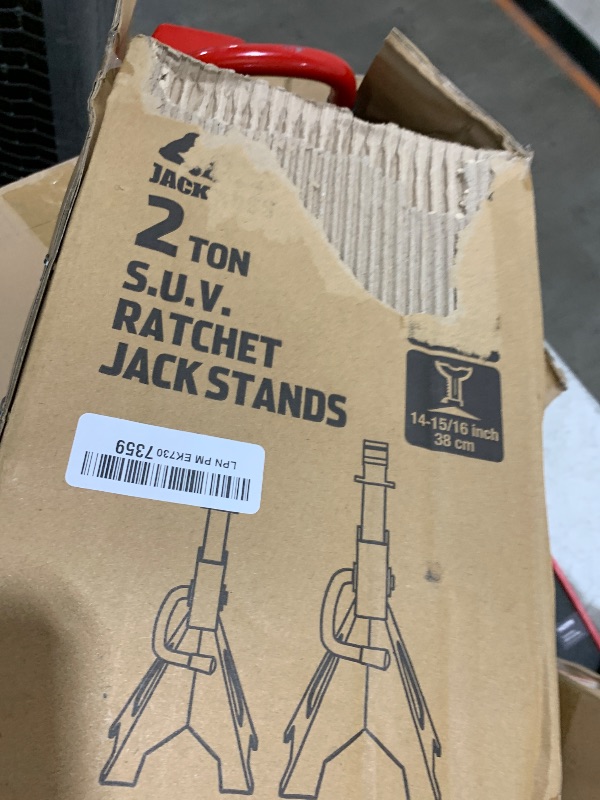 JACK
2 TON
S.U.V.
RATCHET
JACK STANDS
14-15/16 inch
38 cm
LPN PM EK730 7359